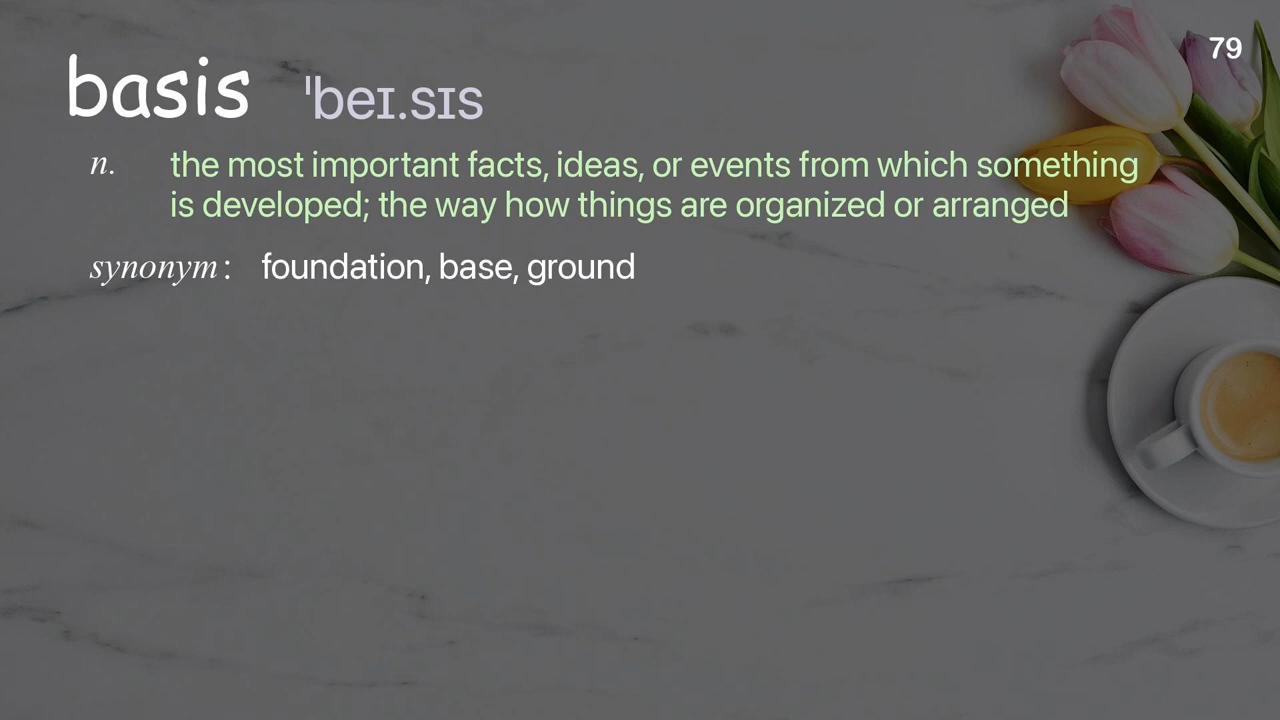 79
basis ˈbeɪ.sɪs
n. the most important facts, ideas, or events from which something
is developed; the way how things are organized or arranged
synonym : foundation, base, ground